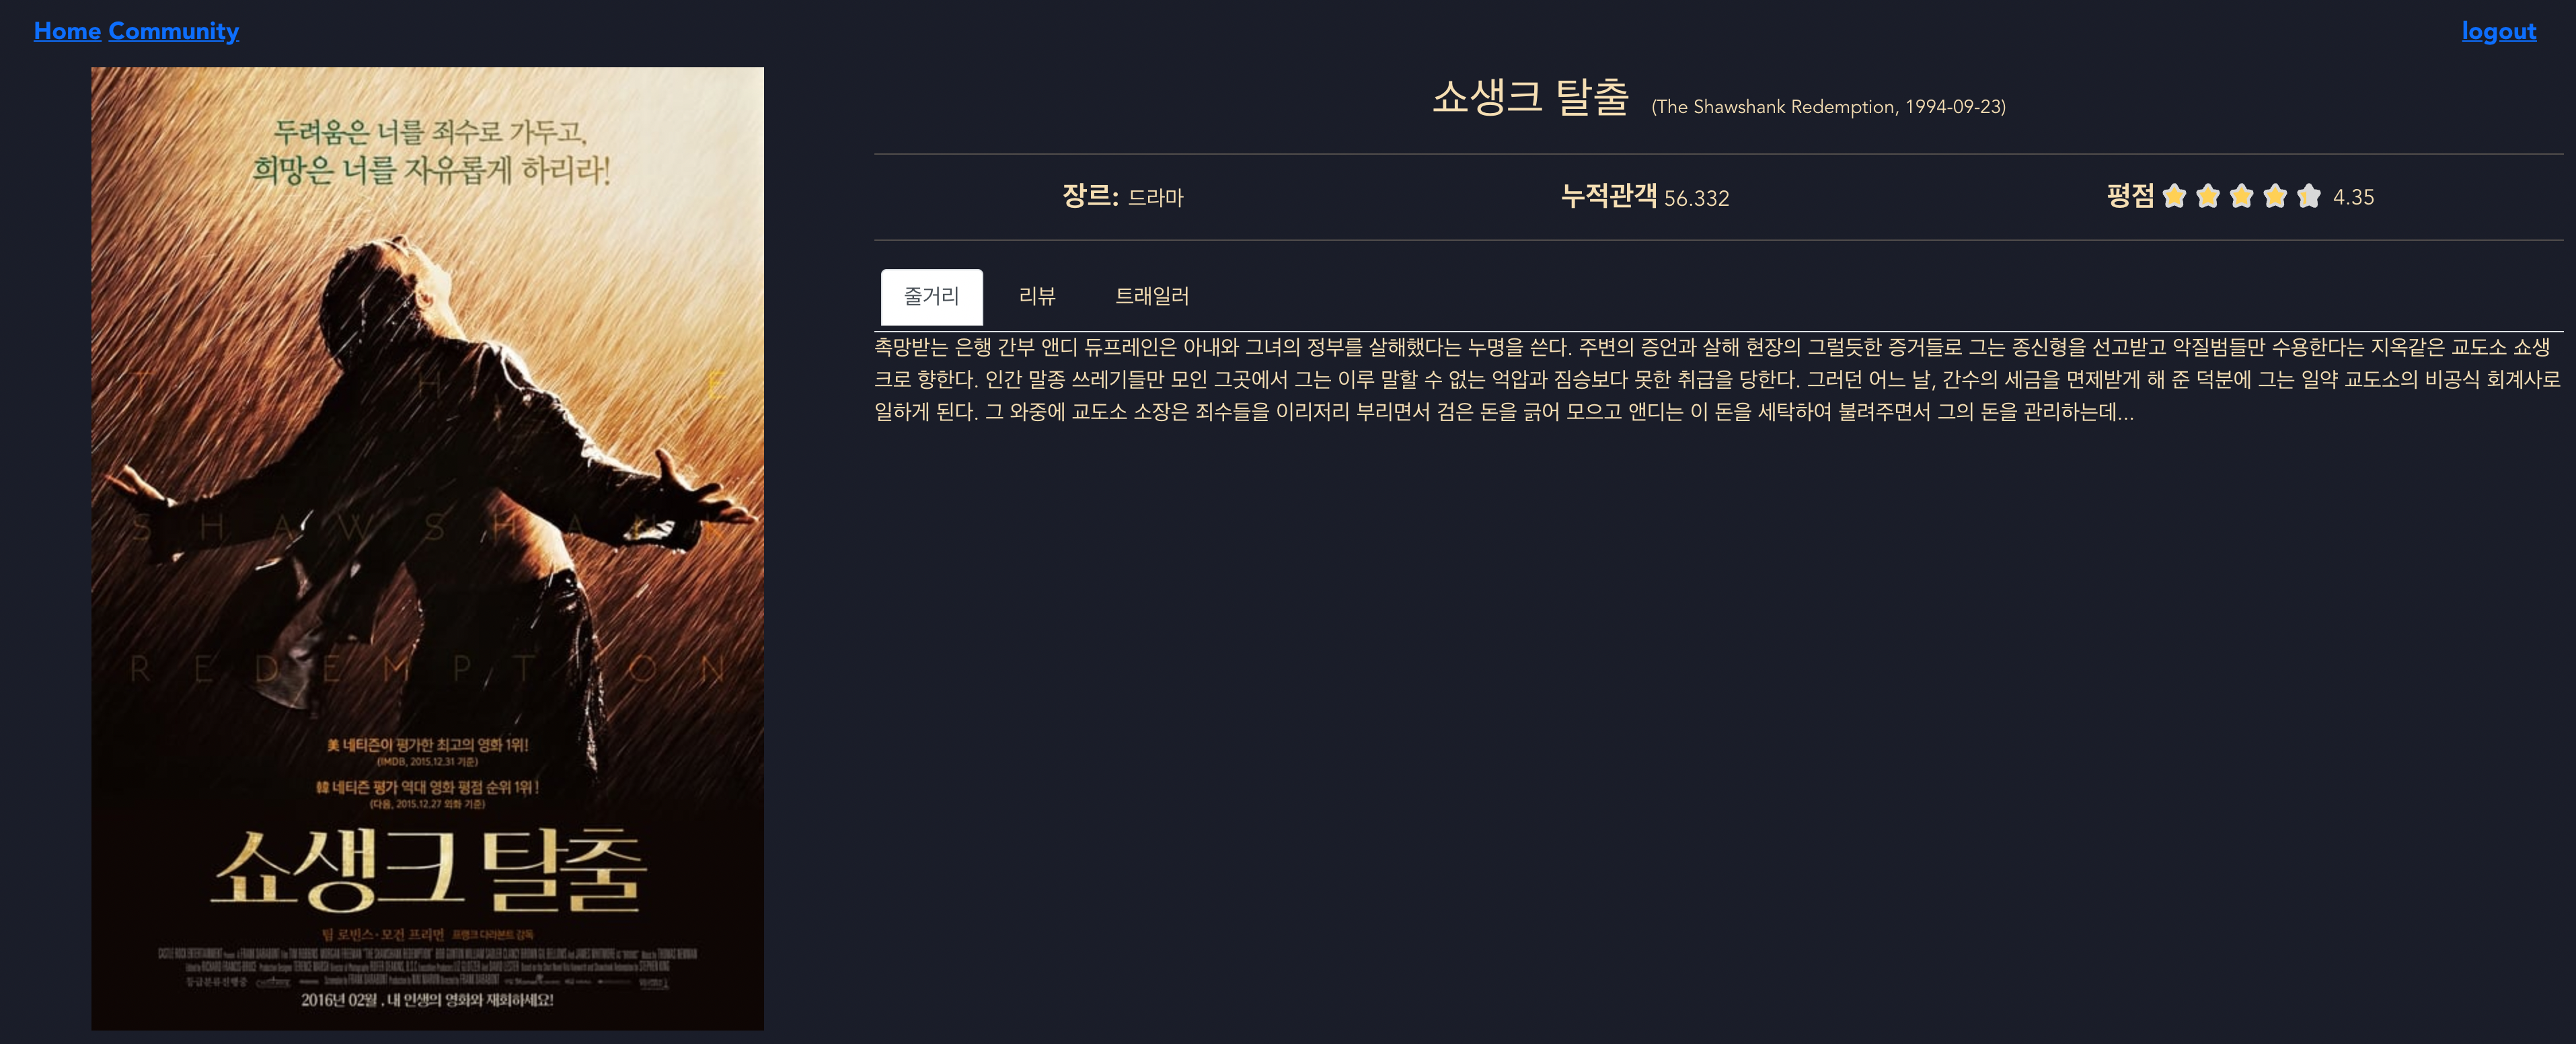 Home Community
logout
두려움은 너를 죄수로 가두고,
희망은 너를 자유롭게 하리라!
T H E
S H A W S H A N K
R E D E M P T I O N
美 네티즌이 평가한 최고의 영화 1위!
(IMDB, 2015.12.31 기준)
韓 네티즌 평가 역대 영화 평점 순위 1위!
(다음, 2015.12.27 외화 기준)
쇼생크 탈출
팀 로빈스·모건 프리먼 프랭크 다라본트 감독
2016년 02월, 내 인생의 영화와 재회하세요!
쇼생크 탈출 (The Shawshank Redemption, 1994-09-23)
장르: 드라마 누적관객 56.332 평점 4.35
줄거리 리뷰 트래일러
촉망받는 은행 간부 앤디 듀프레인은 아내와 그녀의 정부를 살해했다는 누명을 쓴다. 주변의 증언과 살해 현장의 그럴듯한 증거들로 그는 종신형을 선고받고 악질범들만 수용한다는 지옥같은 교도소 쇼생
크로 향한다. 인간 말종 쓰레기들만 모인 그곳에서 그는 이루 말할 수 없는 억압과 짐승보다 못한 취급을 당한다. 그러던 어느 날, 간수의 세금을 면제받게 해 준 덕분에 그는 일약 교도소의 비공식 회계사로
일하게 된다. 그 와중에 교도소 소장은 죄수들을 이리저리 부리면서 검은 돈을 긁어 모으고 앤디는 이 돈을 세탁하여 불려주면서 그의 돈을 관리하는데...